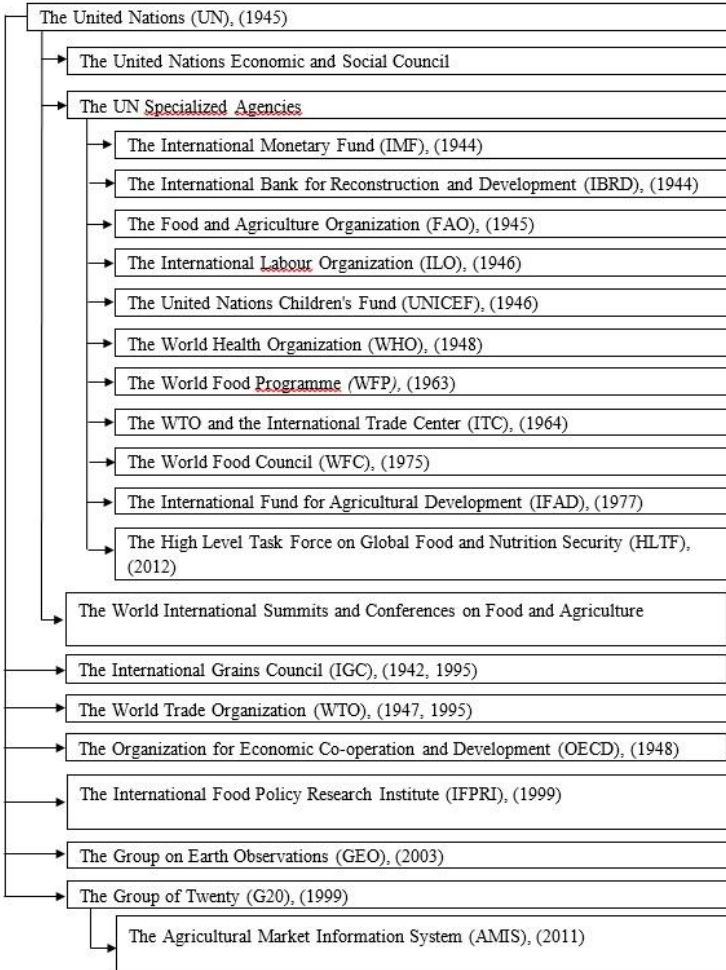 The United Nations (UN), (1945)
The United Nations Economic and Social Council
The UN Specialized Agencies
The International Monetary Fund (IMF), (1944)
The International Bank for Reconstruction and Development (IBRD), (1944)
The Food and Agriculture Organization (FAO), (1945)
The International Labour Organization (ILO), (1946)
The United Nations Children's Fund (UNICEF), (1946)
The World Health Organization (WHO), (1948)
The World Food Programme (WFP), (1963)
The WTO and the International Trade Center (ITC), (1964)
The World Food Council (WFC), (1975)
The International Fund for Agricultural Development (IFAD), (1977)
The High Level Task Force on Global Food and Nutrition Security (HLTF),
(2012)
The World International Summits and Conferences on Food and Agriculture
The International Grains Council (IGC), (1942, 1995)
The World Trade Organization (WTO), (1947, 1995)
The Organization for Economic Co-operation and Development (OECD), (1948)
The International Food Policy Research Institute (IFPRI), (1999)
The Group on Earth Observations (GEO), (2003)
The Group of Twenty (G20), (1999)
The Agricultural Market Information System (AMIS), (2011)